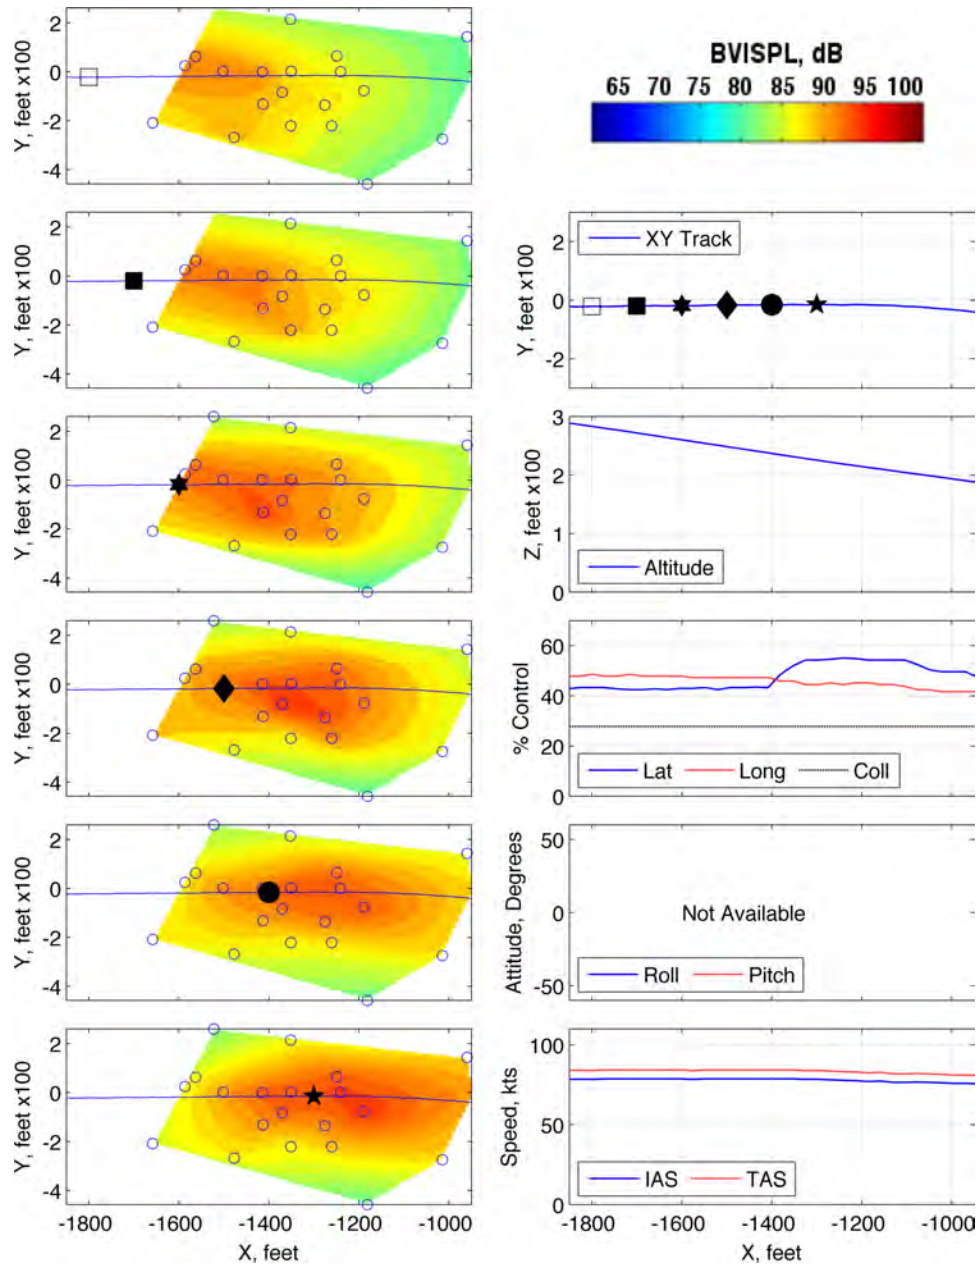 2
0
-2
-4
Y, feet x100
BVISPL, dB
65 70 75 80 85 90 95 100
2
0
-2
-4
Y, feet x100
2
0
-2
Y, feet x100
XY Track
2
0
-2
-4
Y, feet x100
3
2
1
0
Z, feet x100
Altitude
2
0
-2
-4
Y, feet x100
60
40
20
0
% Control
Lat Long Coll
2
0
-2
-4
Y, feet x100
50
0
-50
Attitude, Degrees
Not Available
Roll Pitch
2
0
-2
-4
Y, feet x100
-1800 -1600 -1400 -1200 -1000
X, feet
100
50
0
Speed, kts
IAS TAS
-1800 -1600 -1400 -1200 -1000
X, feet